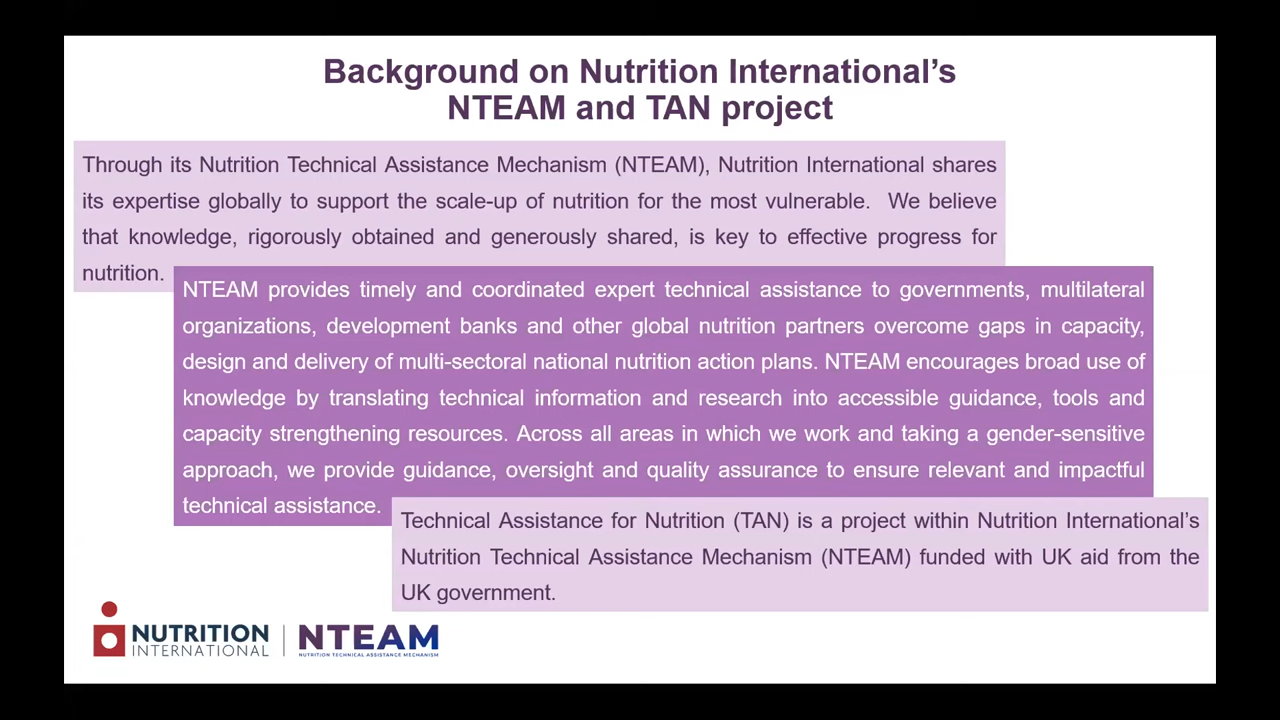 Background on Nutrition International’s
NTEAM and TAN project
Through its Nutrition Technical Assistance Mechanism (NTEAM), Nutrition International shares
its expertise globally to support the scale-up of nutrition for the most vulnerable.  We believe
that knowledge, rigorously obtained and generously shared, is key to effective progress for
nutrition.
NTEAM provides timely and coordinated expert technical assistance to governments, multilateral
organizations, development banks and other global nutrition partners overcome gaps in capacity,
design and delivery of multi-sectoral national nutrition action plans. NTEAM encourages broad use of
knowledge by translating technical information and research into accessible guidance, tools and
capacity strengthening resources. Across all areas in which we work and taking a gender-sensitive
approach, we provide guidance, oversight and quality assurance to ensure relevant and impactful
technical assistance.
Technical Assistance for Nutrition (TAN) is a project within Nutrition International’s
Nutrition Technical Assistance Mechanism (NTEAM) funded with UK aid from the
UK government.
NUTRITION
INTERNATIONAL
NTEAM
NUTRITION TECHNICAL ASSISTANCE MECHANISM